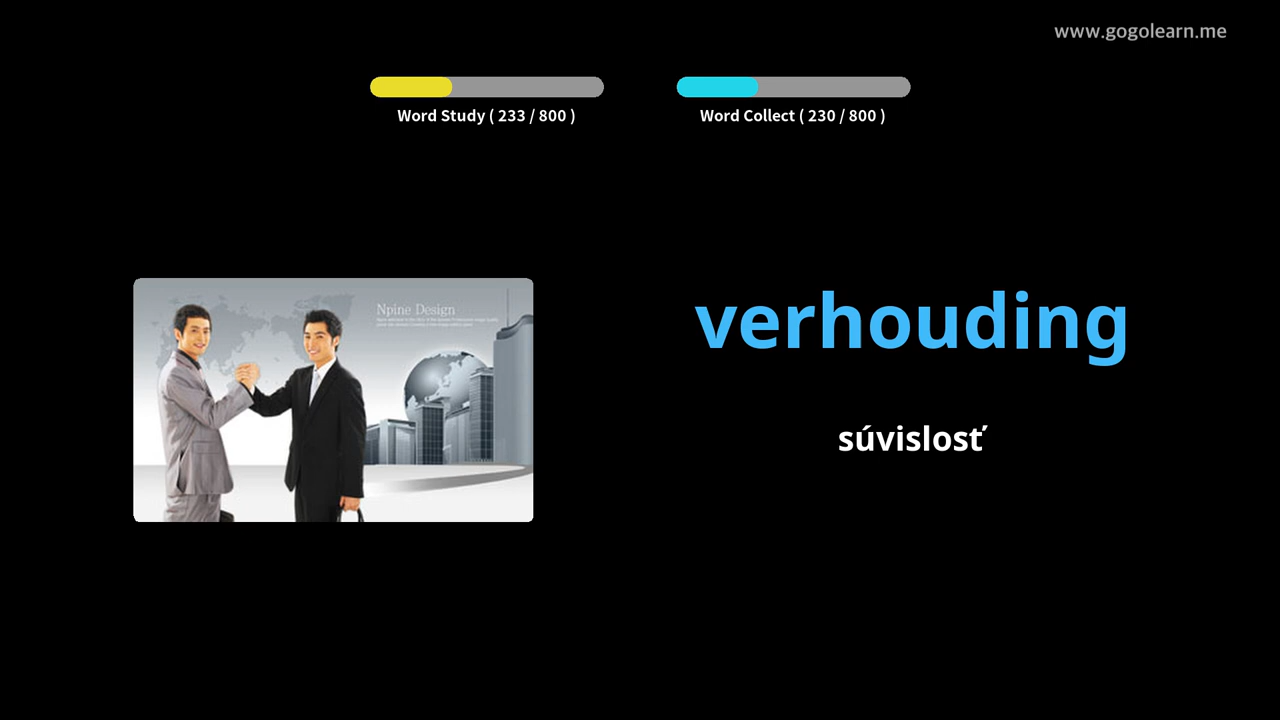 www.gogolearn.me
Word Study ( 233 / 800 )
Word Collect ( 230 / 800 )
Npine Design
verhouding
súvislosť